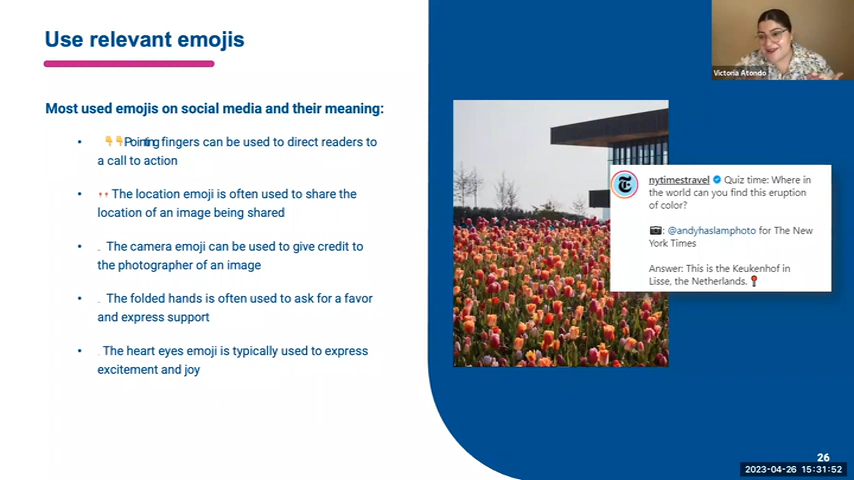 Use relevant emojis
Most used emojis on social media and their meaning:
• 👇👇Pointing fingers can be used to direct readers to
a call to action
• 📍📍 The location emoji is often used to share the
location of an image being shared
• The camera emoji can be used to give credit to
the photographer of an image
• The folded hands is often used to ask for a favor
and express support
• The heart eyes emoji is typically used to express
excitement and joy
Victoria Atondo
nytimestravel Quiz time: Where in
the world can you find this eruption
of color?
📷: @andyhaslamphoto for The New
York Times
Answer: This is the Keukenhof in
Lisse, the Netherlands.📍
26
2023-04-26 15:31:52